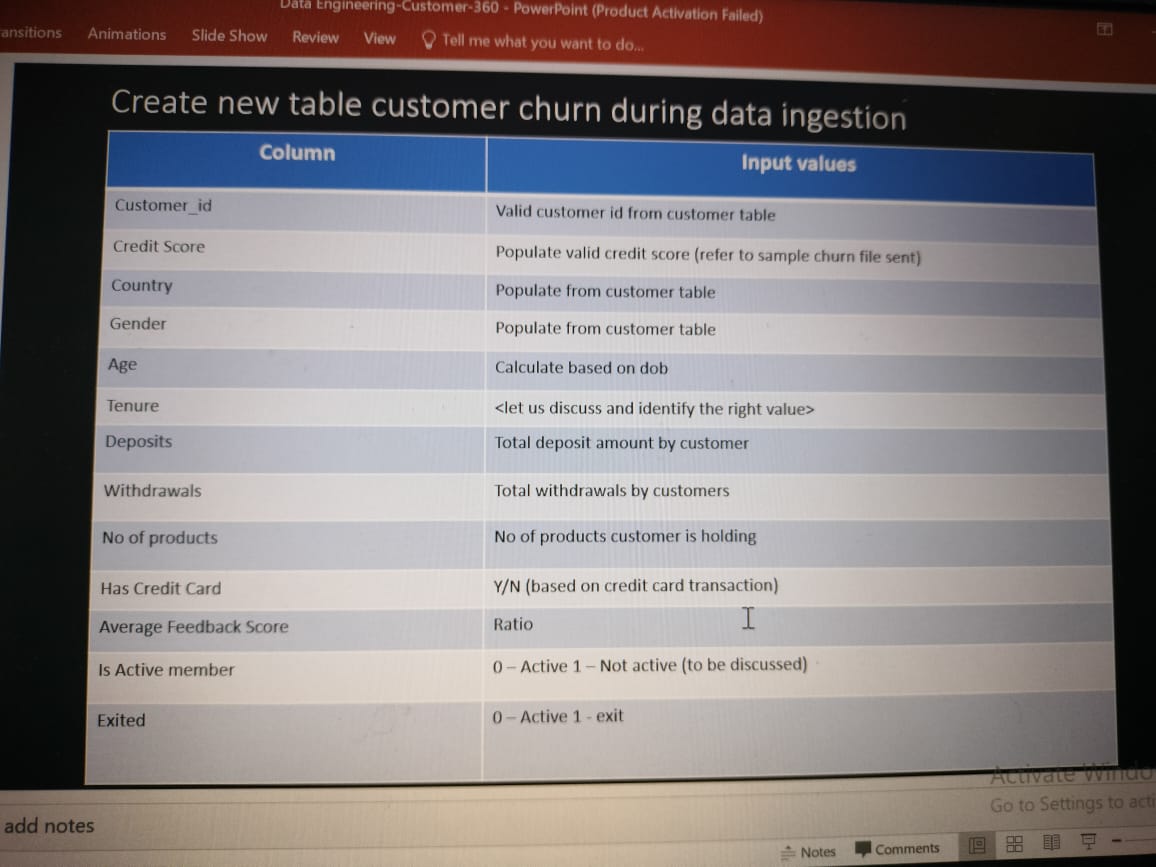 Data Engineering-Customer-360 - PowerPoint (Product Activation Failed)
ansitions Animations Slide Show Review View Tell me what you want to do...
Create new table customer churn during data ingestion
Column Input values
Customer_id Valid customer id from customer table
Credit Score Populate valid credit score (refer to sample churn file sent)
Country Populate from customer table
Gender Populate from customer table
Age Calculate based on dob
Tenure <let us discuss and identify the right value>
Deposits Total deposit amount by customer
Withdrawals Total withdrawals by customers
No of products No of products customer is holding
Has Credit Card Y/N (based on credit card transaction)
Average Feedback Score Ratio
Is Active member 0 – Active 1 – Not active (to be discussed)
Exited 0 – Active 1 - exit
Activate Windo
Go to Settings to acti
add notes
Notes Comments